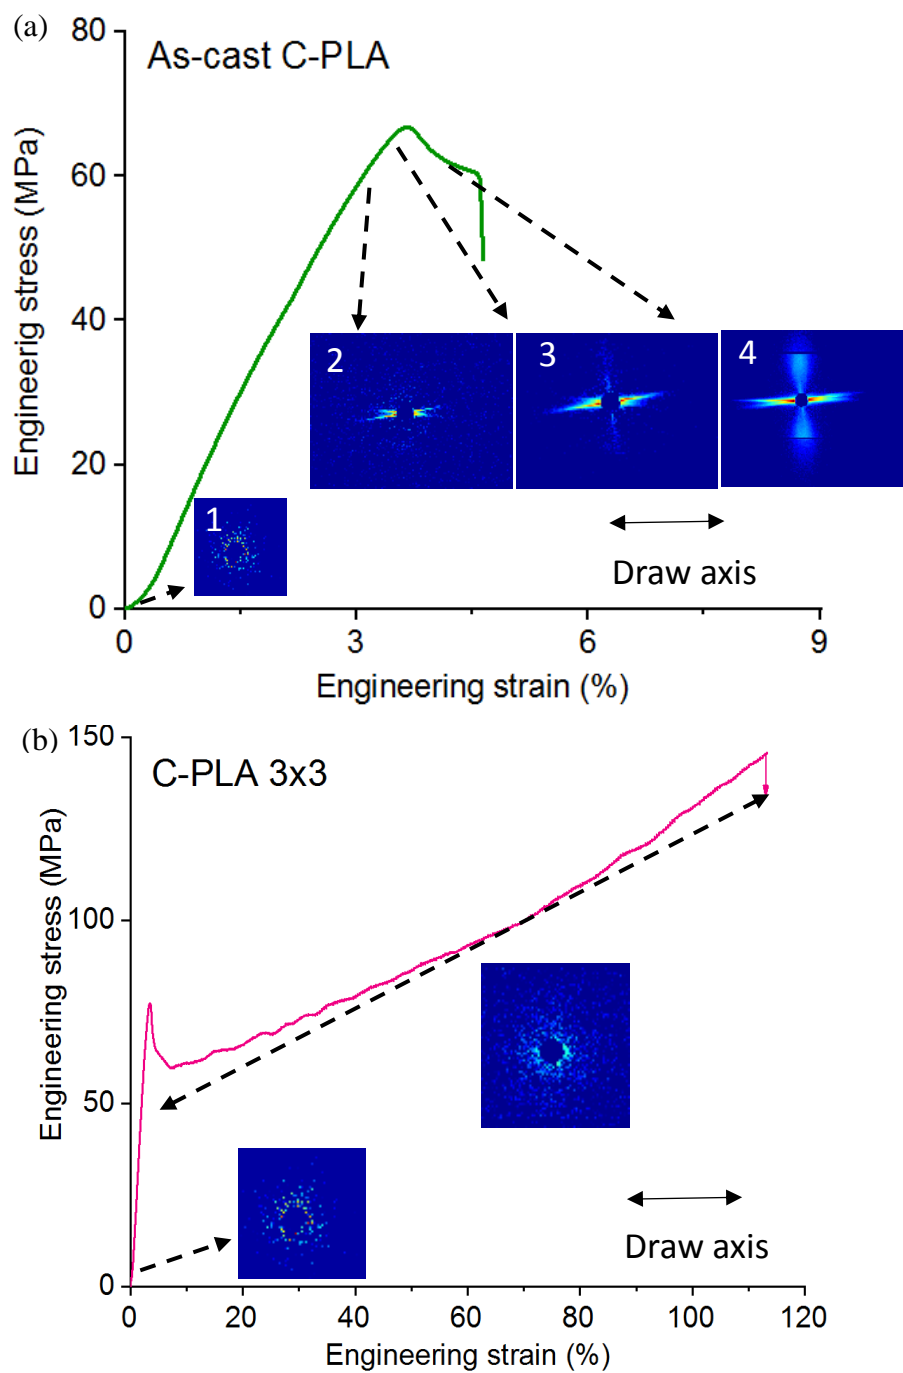 (a)
80
As-cast C-PLA
60
40
20
0
Engineerig stress (MPa)
1
2
3
4
Draw axis
0
3
6
9
Engineering strain (%)
(b)
150
C-PLA 3x3
100
50
0
Engineering stress (MPa)
Draw axis
0
20
40
60
80
100
120
Engineering strain (%)